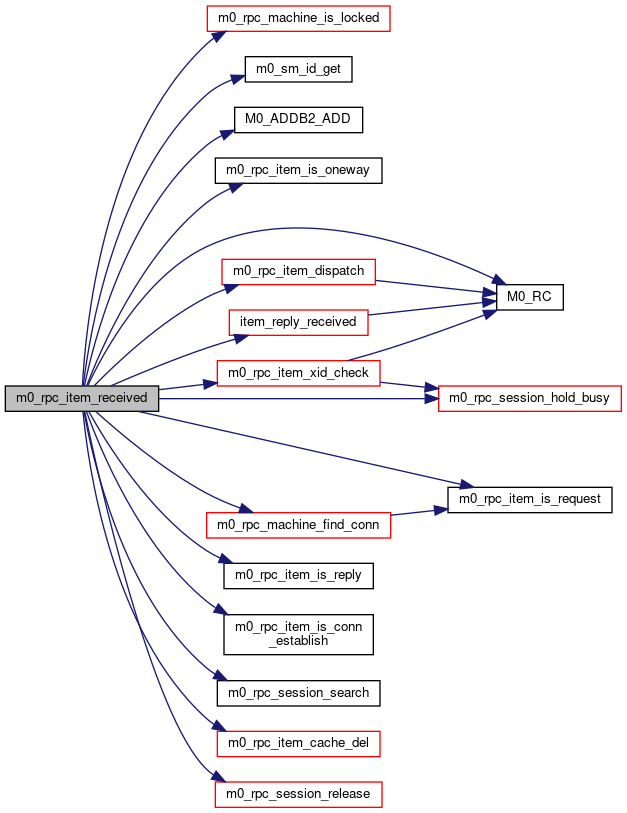 m0_rpc_machine_is_locked
m0_sm_id_get
M0_ADDB2_ADD
m0_rpc_item_is_oneway
m0_rpc_item_dispatch
M0_RC
item_reply_received
m0_rpc_item_xid_check
m0_rpc_item_received
m0_rpc_session_hold_busy
m0_rpc_item_is_request
m0_rpc_machine_find_conn
m0_rpc_item_is_reply
m0_rpc_item_is_conn
_establish
m0_rpc_session_search
m0_rpc_item_cache_del
m0_rpc_session_release